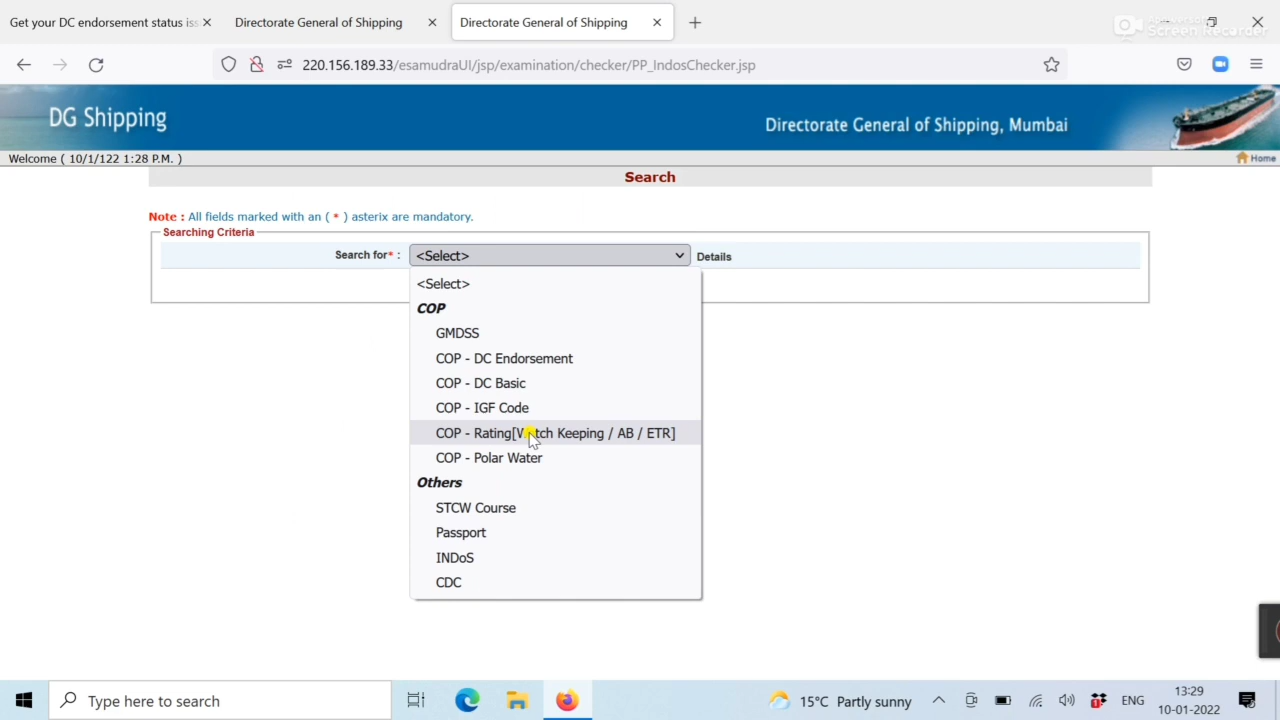 Get your DC endorsement status iss
Directorate General of Shipping
Directorate General of Shipping
220.156.189.33/esamudraUI/jsp/examination/checker/PP_IndosChecker.jsp
DG Shipping
Directorate General of Shipping, Mumbai
Welcome ( 10/1/122 1:28 P.M. )
Home
Search
Note : All fields marked with an ( * ) asterix are mandatory.
Searching Criteria
Search for* : <Select> Details
<Select>
COP
GMDSS
COP - DC Endorsement
COP - DC Basic
COP - IGF Code
COP - Rating[Watch Keeping / AB / ETR]
COP - Polar Water
Others
STCW Course
Passport
INDoS
CDC
Type here to search
15°C Partly sunny
ENG
13:29
10-01-2022
Screen Recorder